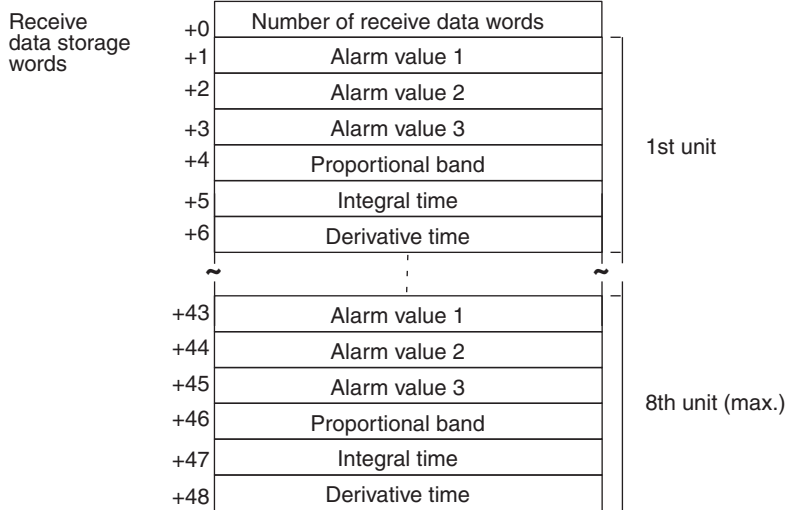 Receive
data storage
words
+0 Number of receive data words
+1 Alarm value 1
+2 Alarm value 2
+3 Alarm value 3
+4 Proportional band
+5 Integral time
+6 Derivative time
1st unit
~ ~
+43 Alarm value 1
+44 Alarm value 2
+45 Alarm value 3
+46 Proportional band
+47 Integral time
+48 Derivative time
8th unit (max.)